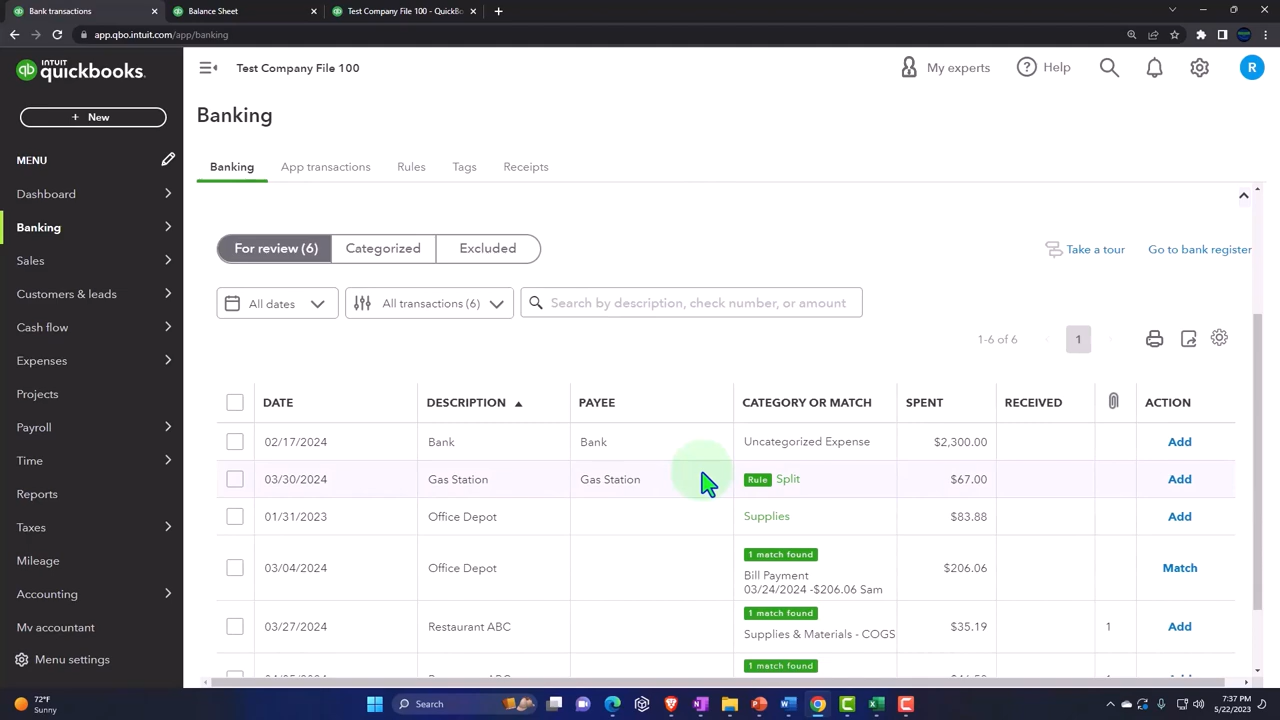 Bank transactions
Balance Sheet
Test Company File 100 - QuickBo
app.qbo.intuit.com/app/banking
INTUIT
quickbooks.
Test Company File 100
My experts
Help
R
+ New
Banking
MENU
Banking
App transactions
Rules
Tags
Receipts
Dashboard
Banking
Sales
Customers & leads
Cash flow
Expenses
Projects
Payroll
Time
Reports
Taxes
Mileage
Accounting
My accountant
Menu settings
For review (6)
Categorized
Excluded
Take a tour
Go to bank register
All dates
All transactions (6)
Search by description, check number, or amount
1-6 of 6
1
DATE DESCRIPTION PAYEE CATEGORY OR MATCH SPENT RECEIVED ACTION
02/17/2024 Bank Bank Uncategorized Expense $2,300.00 Add
03/30/2024 Gas Station Gas Station Rule Split $67.00 Add
01/31/2023 Office Depot Supplies $83.88 Add
1 match found
03/04/2024 Office Depot Bill Payment $206.06 Match
03/24/2024 -$206.06 Sam
1 match found
03/27/2024 Restaurant ABC Supplies & Materials - COGS $35.19 1 Add
1 match found
72°F
Sunny
Search
7:37 PM
5/22/2023